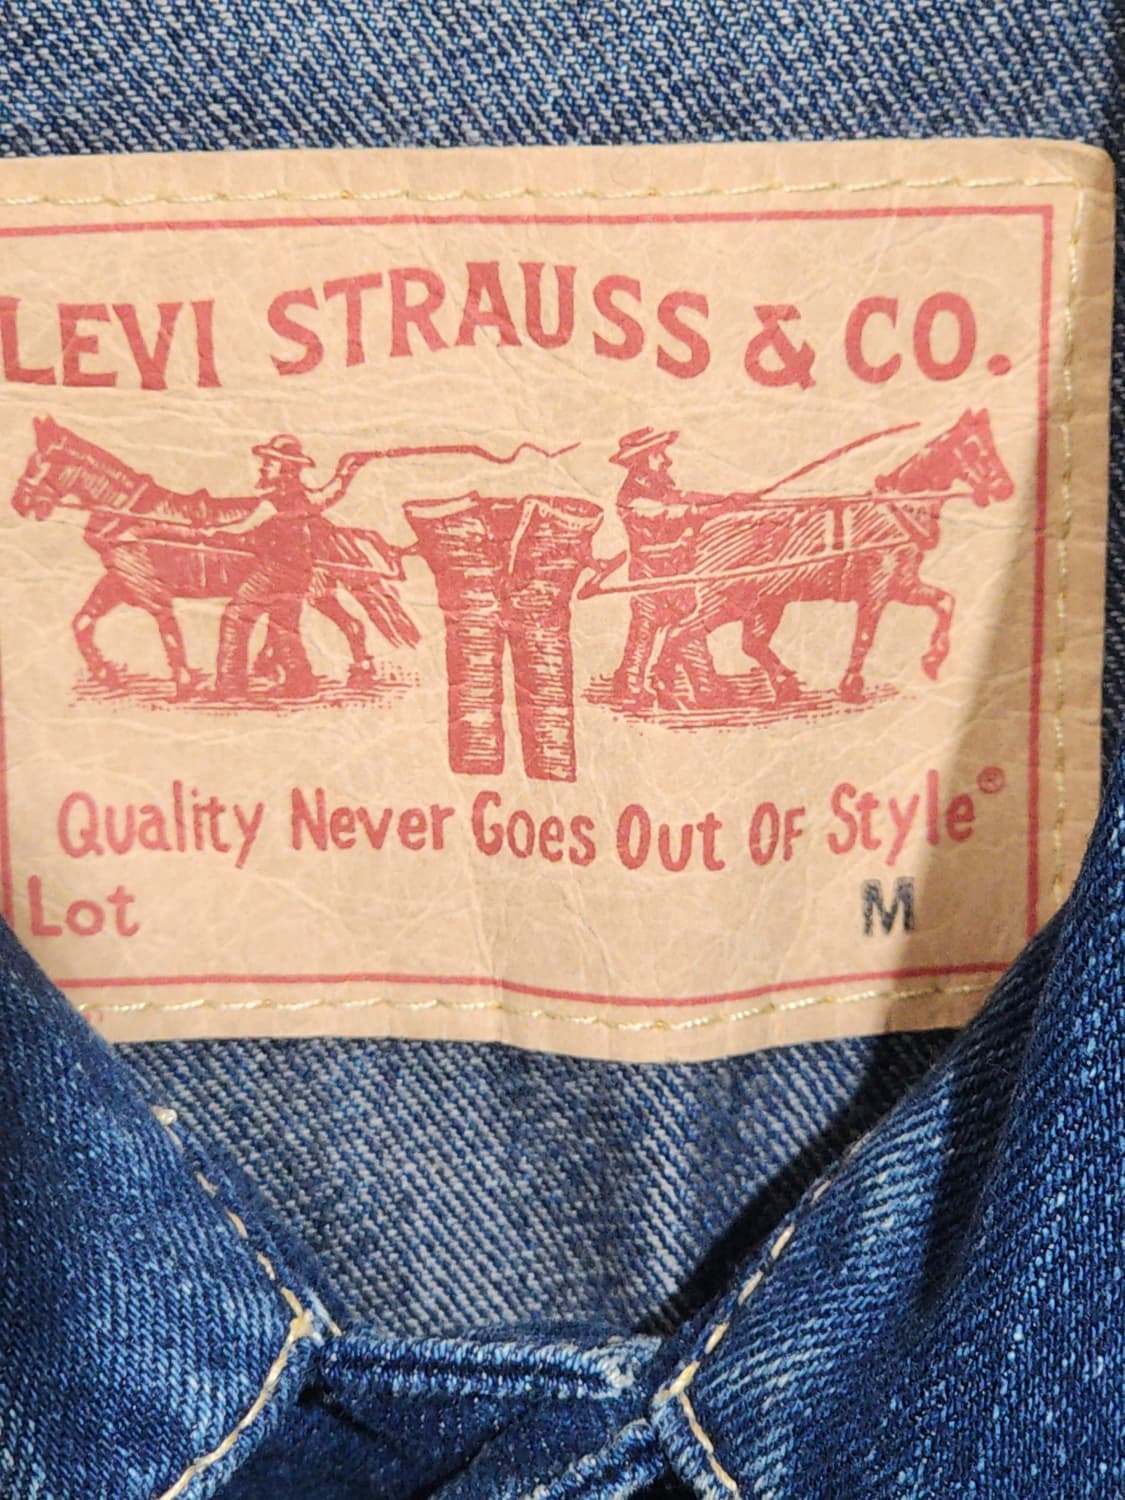 LEVI STRAUSS & CO.
Quality Never Goes Out Of Style®
Lot M